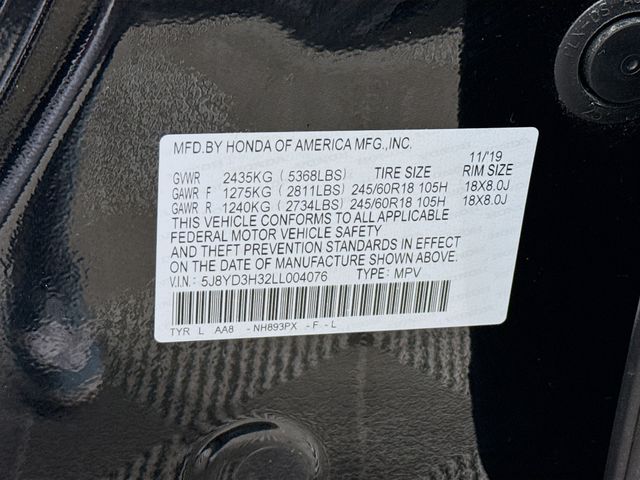 MFD.BY HONDA OF AMERICA MFG.,INC.
11/19
GVWR 2435KG ( 5368LBS) TIRE SIZE RIM SIZE
GAWR F 1275KG ( 2811LBS) 245/60R18 105H 18X8.0J
GAWR R 1240KG ( 2734LBS) 245/60R18 105H 18X8.0J
THIS VEHICLE CONFORMS TO ALL APPLICABLE
FEDERAL MOTOR VEHICLE SAFETY
AND THEFT PREVENTION STANDARDS IN EFFECT
ON THE DATE OF MANUFACTURE SHOWN ABOVE.
V.I.N.: 5J8YD3H32LL004076 TYPE: MPV
TYR L AA8 - NH893PX - F - L